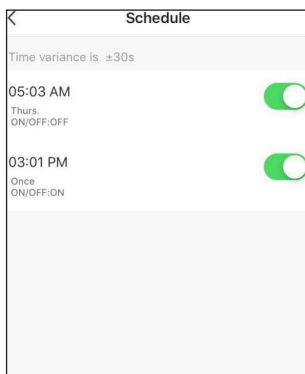 Schedule
Time variance is ±30s
05:03 AM
Thurs.
ON/OFF:OFF
03:01 PM
Once
ON/OFF:ON